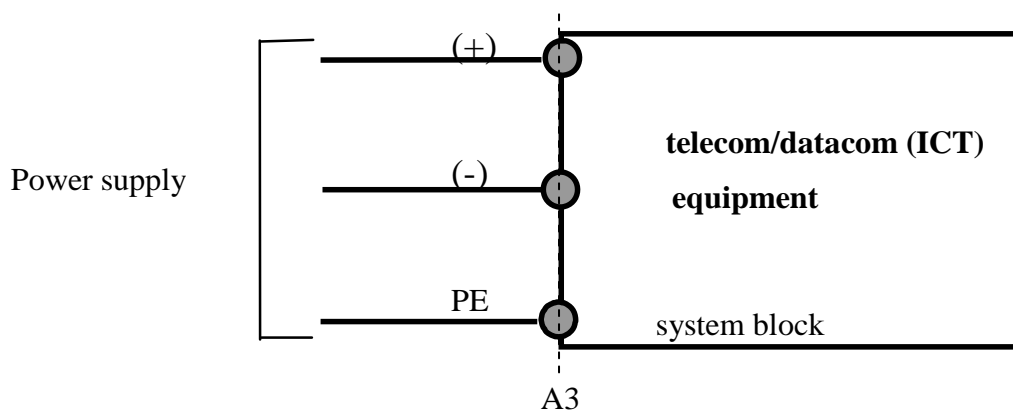 (+)
telecom/datacom (ICT)
equipment
Power supply
(-)
PE
system block
A3